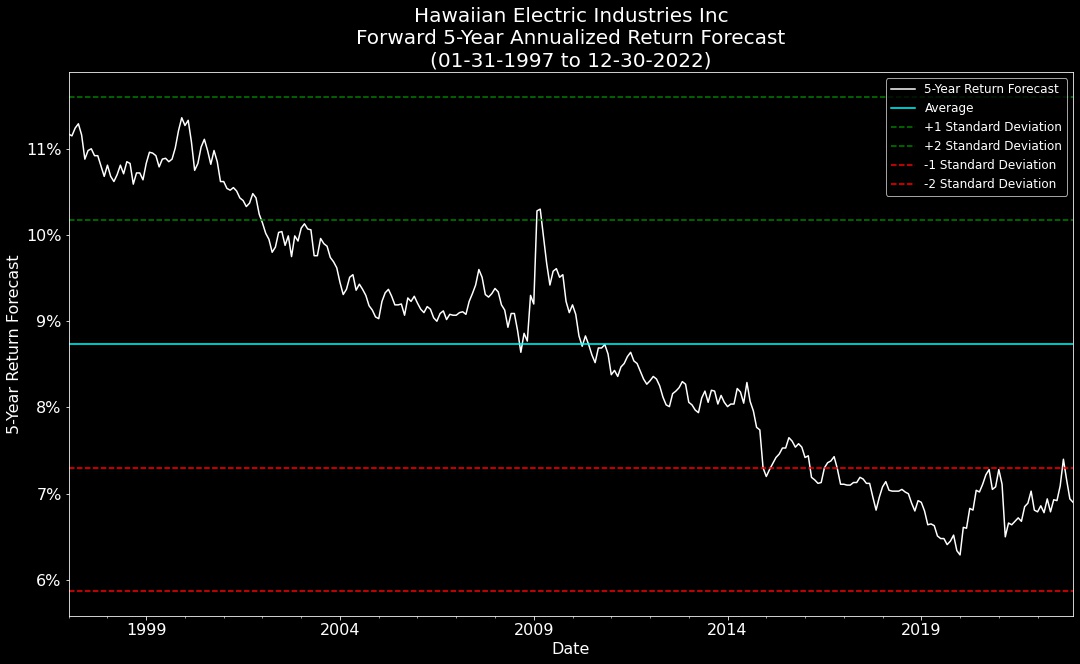 Hawaiian Electric Industries Inc
Forward 5-Year Annualized Return Forecast
(01-31-1997 to 12-30-2022)
5-Year Return Forecast
Average
+1 Standard Deviation
+2 Standard Deviation
-1 Standard Deviation
-2 Standard Deviation
5-Year Return Forecast
11%
10%
9%
8%
7%
6%
1999
2004
2009
2014
2019
Date